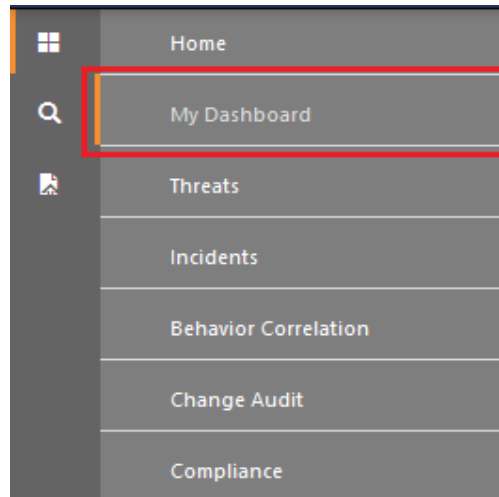 Home
My Dashboard
Threats
Incidents
Behavior Correlation
Change Audit
Compliance